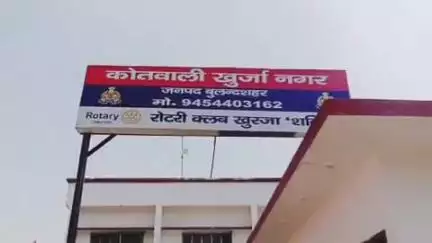 कोतवाली खुर्जा नगर
जनपद बुलन्दशहर
मो. 9454403162
Rotary रोटरी क्लब खुरजा